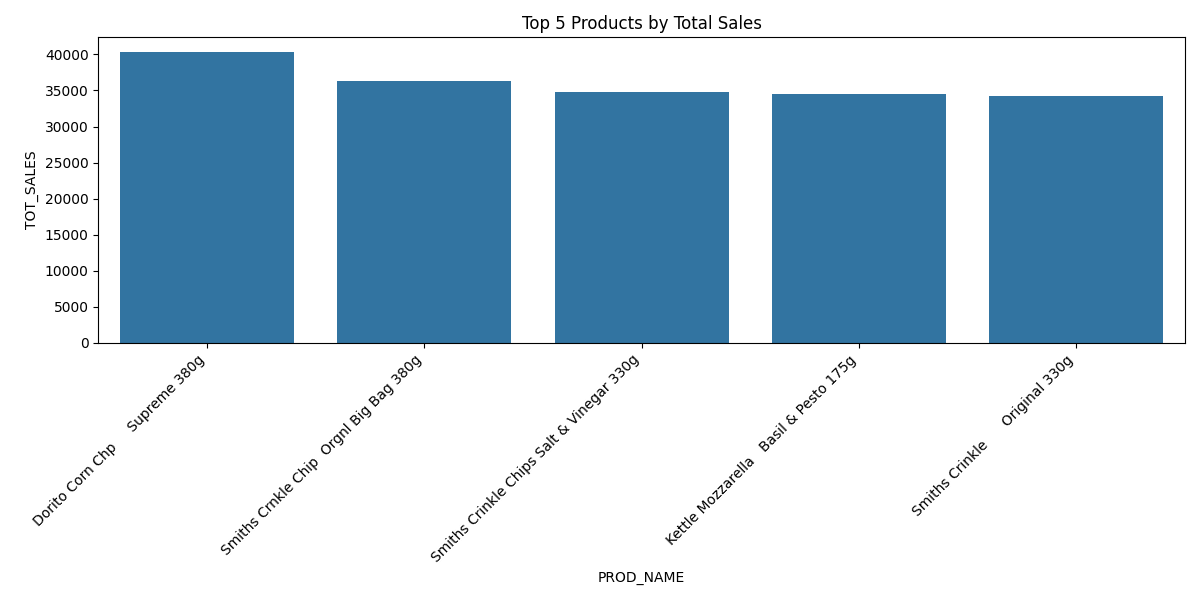 Top 5 Products by Total Sales
TOT_SALES
40000
35000
30000
25000
20000
15000
10000
5000
0
Dorito Corn Chp     Supreme 380g
Smiths Crnkle Chip  Orgnl Big Bag 380g
Smiths Crinkle Chips Salt & Vinegar 330g
Kettle Mozzarella   Basil & Pesto 175g
Smiths Crinkle      Original 330g
PROD_NAME